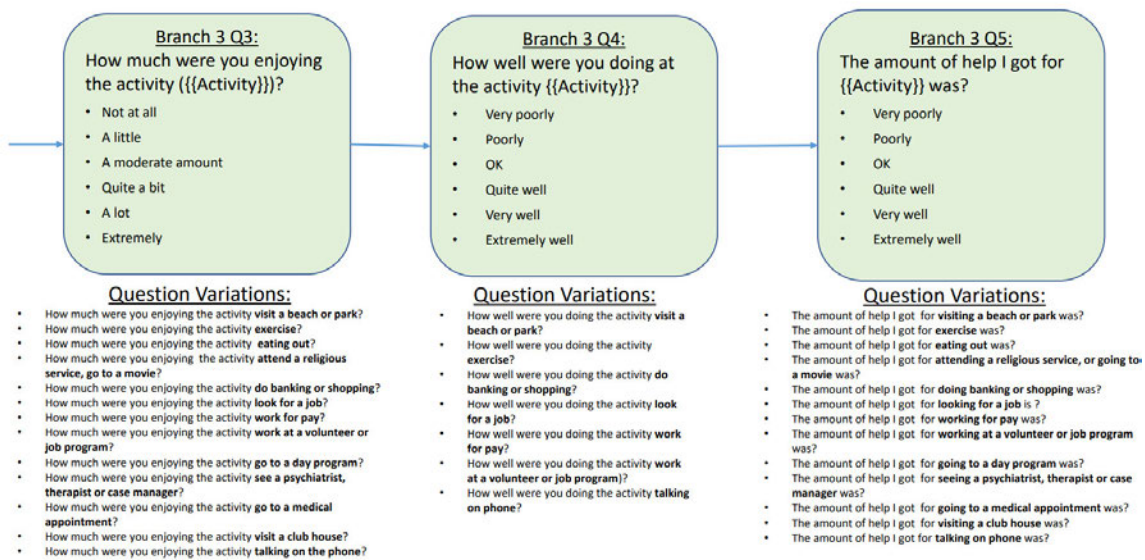 Branch 3 Q3:
How much were you enjoying
the activity ({{Activity}})?
• Not at all
• A little
• A moderate amount
• Quite a bit
• A lot
• Extremely
Branch 3 Q4:
How well were you doing at
the activity {{Activity}}?
• Very poorly
• Poorly
• OK
• Quite well
• Very well
• Extremely well
Branch 3 Q5:
The amount of help I got for
{{Activity}} was?
• Very poorly
• Poorly
• OK
• Quite well
• Very well
• Extremely well
Question Variations:
• How much were you enjoying the activity visit a beach or park?
• How much were you enjoying the activity exercise?
• How much were you enjoying the activity eating out?
• How much were you enjoying the activity attend a religious
service, go to a movie?
• How much were you enjoying the activity do banking or shopping?
• How much were you enjoying the activity look for a job?
• How much were you enjoying the activity work for pay?
• How much were you enjoying the activity work at a volunteer or
job program?
• How much were you enjoying the activity go to a day program?
• How much were you enjoying the activity see a psychiatrist,
therapist or case manager?
• How much were you enjoying the activity go to a medical
appointment?
• How much were you enjoying the activity visit a club house?
• How much were you enjoying the activity talking on the phone?
Question Variations:
• How well were you doing the activity visit a
beach or park?
• How well were you doing the activity
exercise?
• How well were you doing the activity do
banking or shopping?
• How well were you doing the activity look
for a job?
• How well were you doing the activity work
for pay?
• How well were you doing the activity work
at a volunteer or job program)?
• How well were you doing the activity talking
on phone?
Question Variations:
• The amount of help I got for visiting a beach or park was?
• The amount of help I got for exercise was?
• The amount of help I got for eating out was?
• The amount of help I got for attending a religious service, or going to
a movie was?
• The amount of help I got for doing banking or shopping was?
• The amount of help I got for looking for a job is ?
• The amount of help I got for working for pay was?
• The amount of help I got for working at a volunteer or job program
was?
• The amount of help I got for going to a day program was?
• The amount of help I got for seeing a psychiatrist, therapist or case
manager was?
• The amount of help I got for going to a medical appointment was?
• The amount of help I got for visiting a club house was?
• The amount of help I got for talking on phone was?